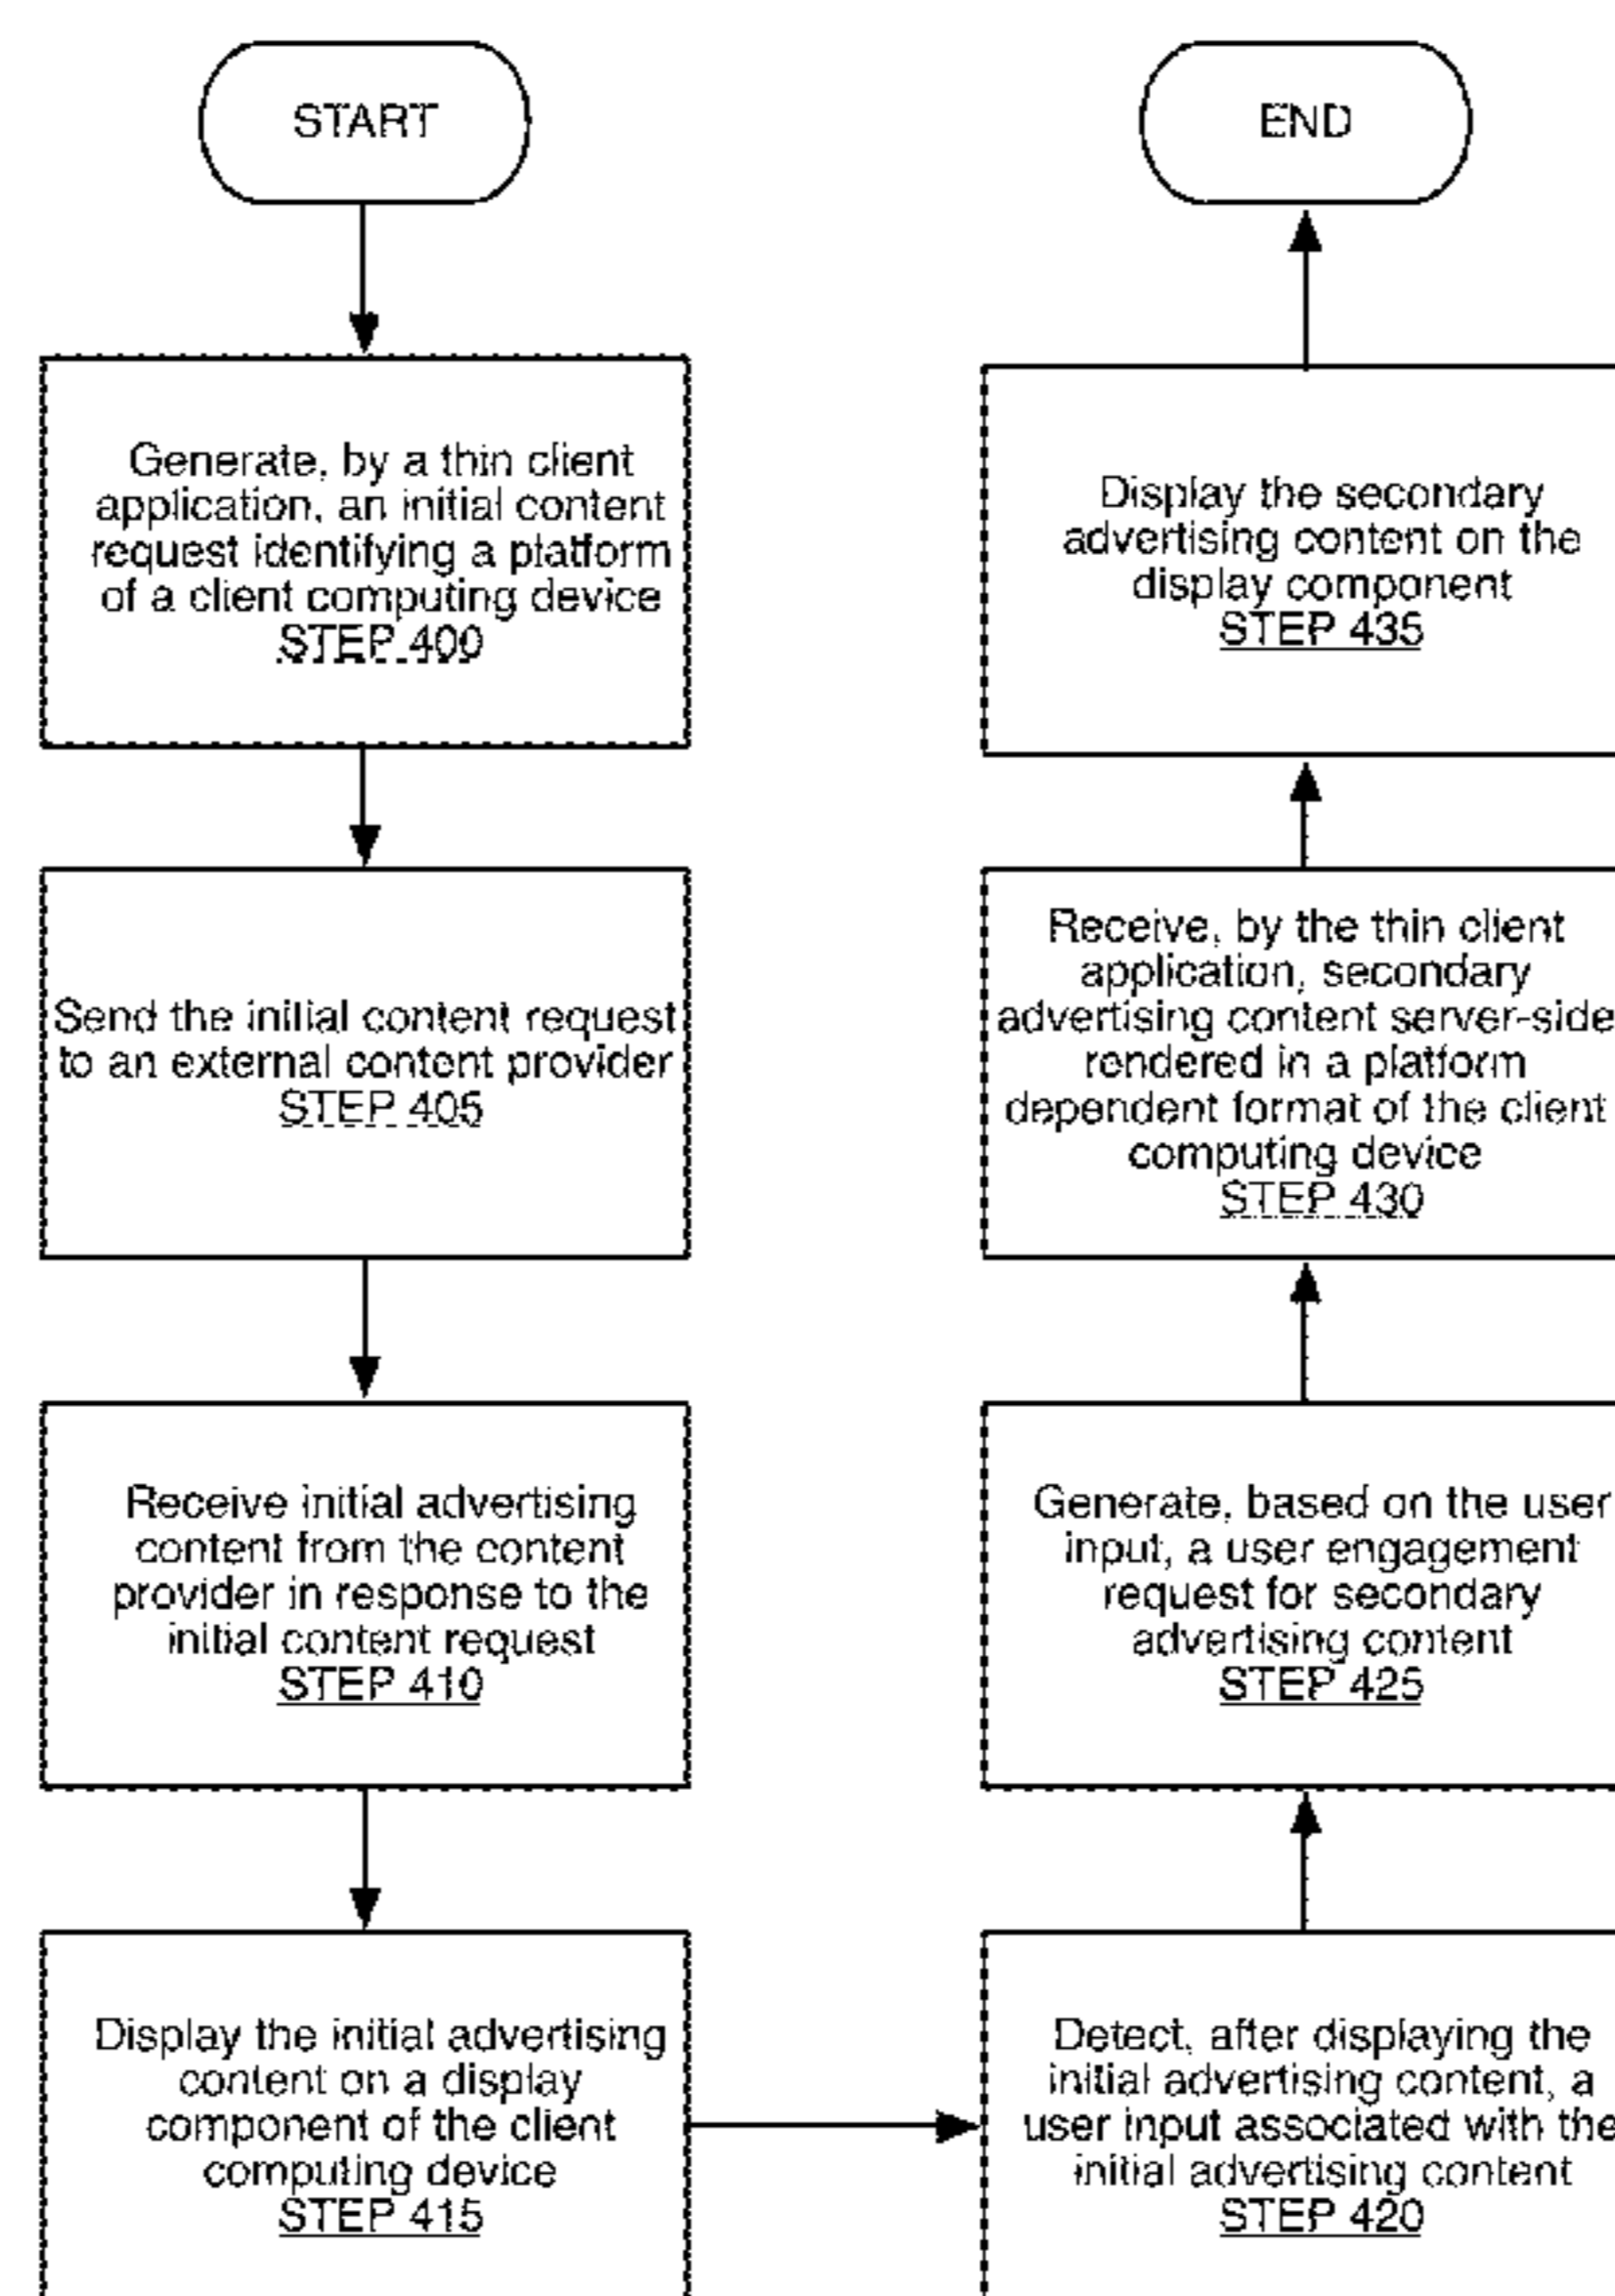 START
Generate, by a thin client
application, an initial content
request identifying a platform
of a client computing device
STEP 400
Send the initial content request
to an external content provider
STEP 405
Receive initial advertising
content from the content
provider in response to the
initial content request
STEP 410
Display the initial advertising
content on a display
component of the client
computing device
STEP 415
Detect, after displaying the
initial advertising content, a
user input associated with the
initial advertising content
STEP 420
Generate, based on the user
input, a user engagement
request for secondary
advertising content
STEP 425
Receive, by the thin client
application, secondary
advertising content server-side
rendered in a platform
dependent format of the client
computing device
STEP 430
Display the secondary
advertising content on the
display component
STEP 435
END